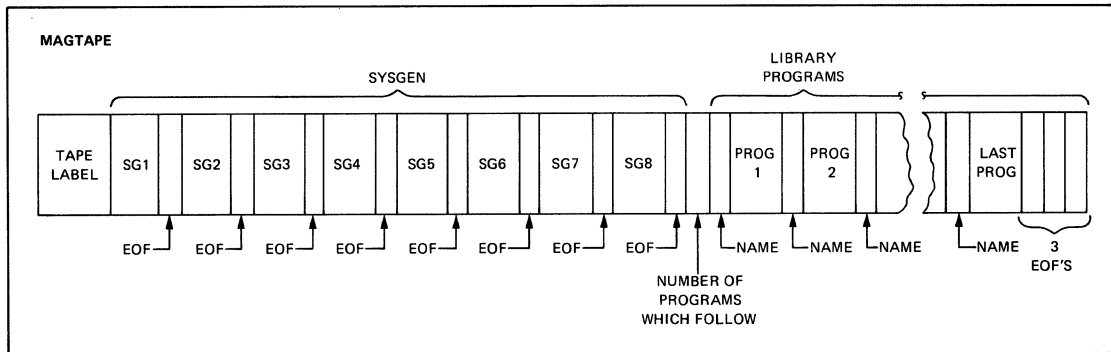 MAGTAPE
SYSGEN
LIBRARY
PROGRAMS
TAPE
LABEL
SG1
SG2
SG3
SG4
SG5
SG6
SG7
SG8
PROG
1
PROG
2
LAST
PROG
EOF
EOF
EOF
EOF
EOF
EOF
EOF
EOF
NAME
NAME
NAME
NAME
3
EOF'S
NUMBER OF
PROGRAMS
WHICH FOLLOW